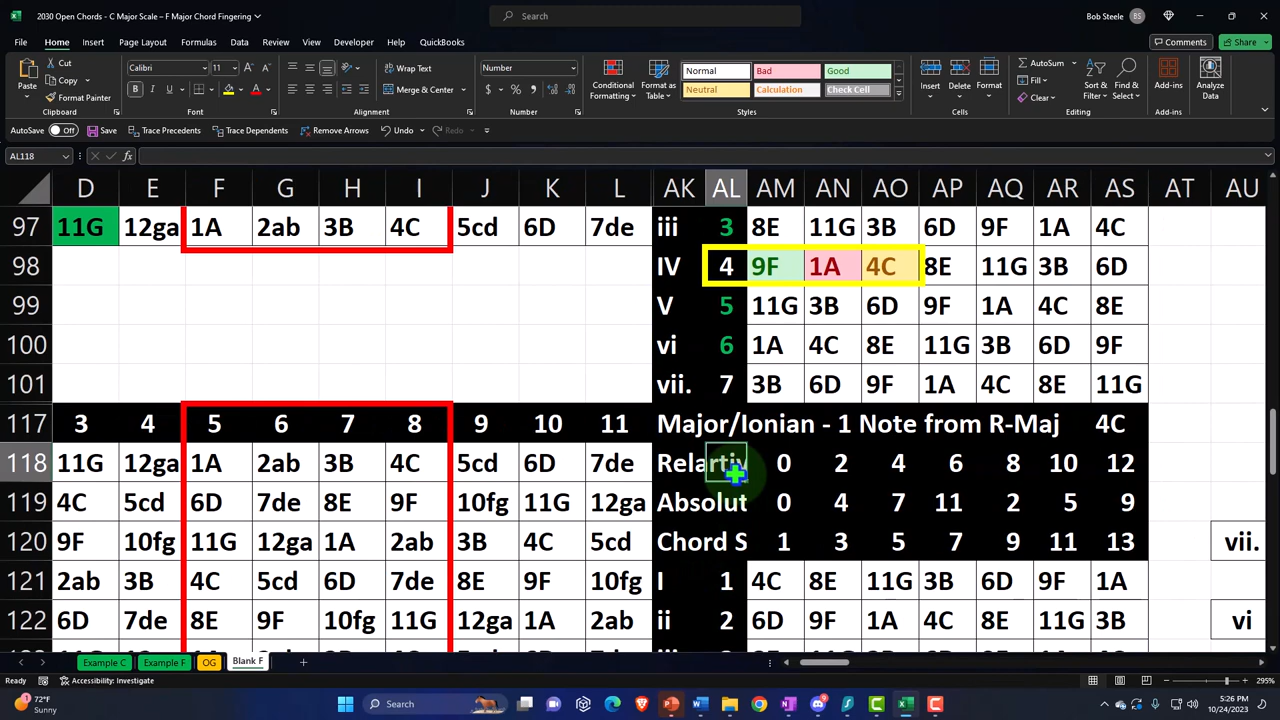 2030 Open Chords - C Major Scale – F Major Chord Fingering
Search
Bob Steele BS
File Home Insert Page Layout Formulas Data Review View Developer Help QuickBooks Comments Share
Paste Cut Copy Format Painter
Calibri 11
Wrap Text
Merge & Center
Number
Conditional Formatting
Format as Table
Normal Bad Good
Neutral Calculation Check Cell
Insert Delete Format
AutoSum Fill Clear
Sort & Filter
Find & Select
Add-ins
Analyze Data
Clipboard Font Alignment Number Styles Cells Editing Add-ins
AutoSave Off Save Trace Precedents Trace Dependents Remove Arrows Undo Redo
AL118 fx
D E F G H I J K L AK AL AM AN AO AP AQ AR AS AT AU
97 11G 12ga 1A 2ab 3B 4C 5cd 6D 7de iii 3 8E 11G 3B 6D 9F 1A 4C
98 IV 4 9F 1A 4C 8E 11G 3B 6D
99 V 5 11G 3B 6D 9F 1A 4C 8E
100 vi 6 1A 4C 8E 11G 3B 6D 9F
101 vii. 7 3B 6D 9F 1A 4C 8E 11G
117 3 4 5 6 7 8 9 10 11 Major/Ionian - 1 Note from R-Maj 4C
118 11G 12ga 1A 2ab 3B 4C 5cd 6D 7de Relartiv 0 2 4 6 8 10 12
119 4C 5cd 6D 7de 8E 9F 10fg 11G 12ga Absolut 0 4 7 11 2 5 9
120 9F 10fg 11G 12ga 1A 2ab 3B 4C 5cd Chord S 1 3 5 7 9 11 13 vii.
121 2ab 3B 4C 5cd 6D 7de 8E 9F 10fg I 1 4C 8E 11G 3B 6D 9F 1A
122 6D 7de 8E 9F 10fg 11G 12ga 1A 2ab ii 2 6D 9F 1A 4C 8E 11G 3B vi
Example C Example F OG Blank F
Ready Accessibility: Investigate 295%
72°F
Sunny
Search
5:26 PM
10/24/2023